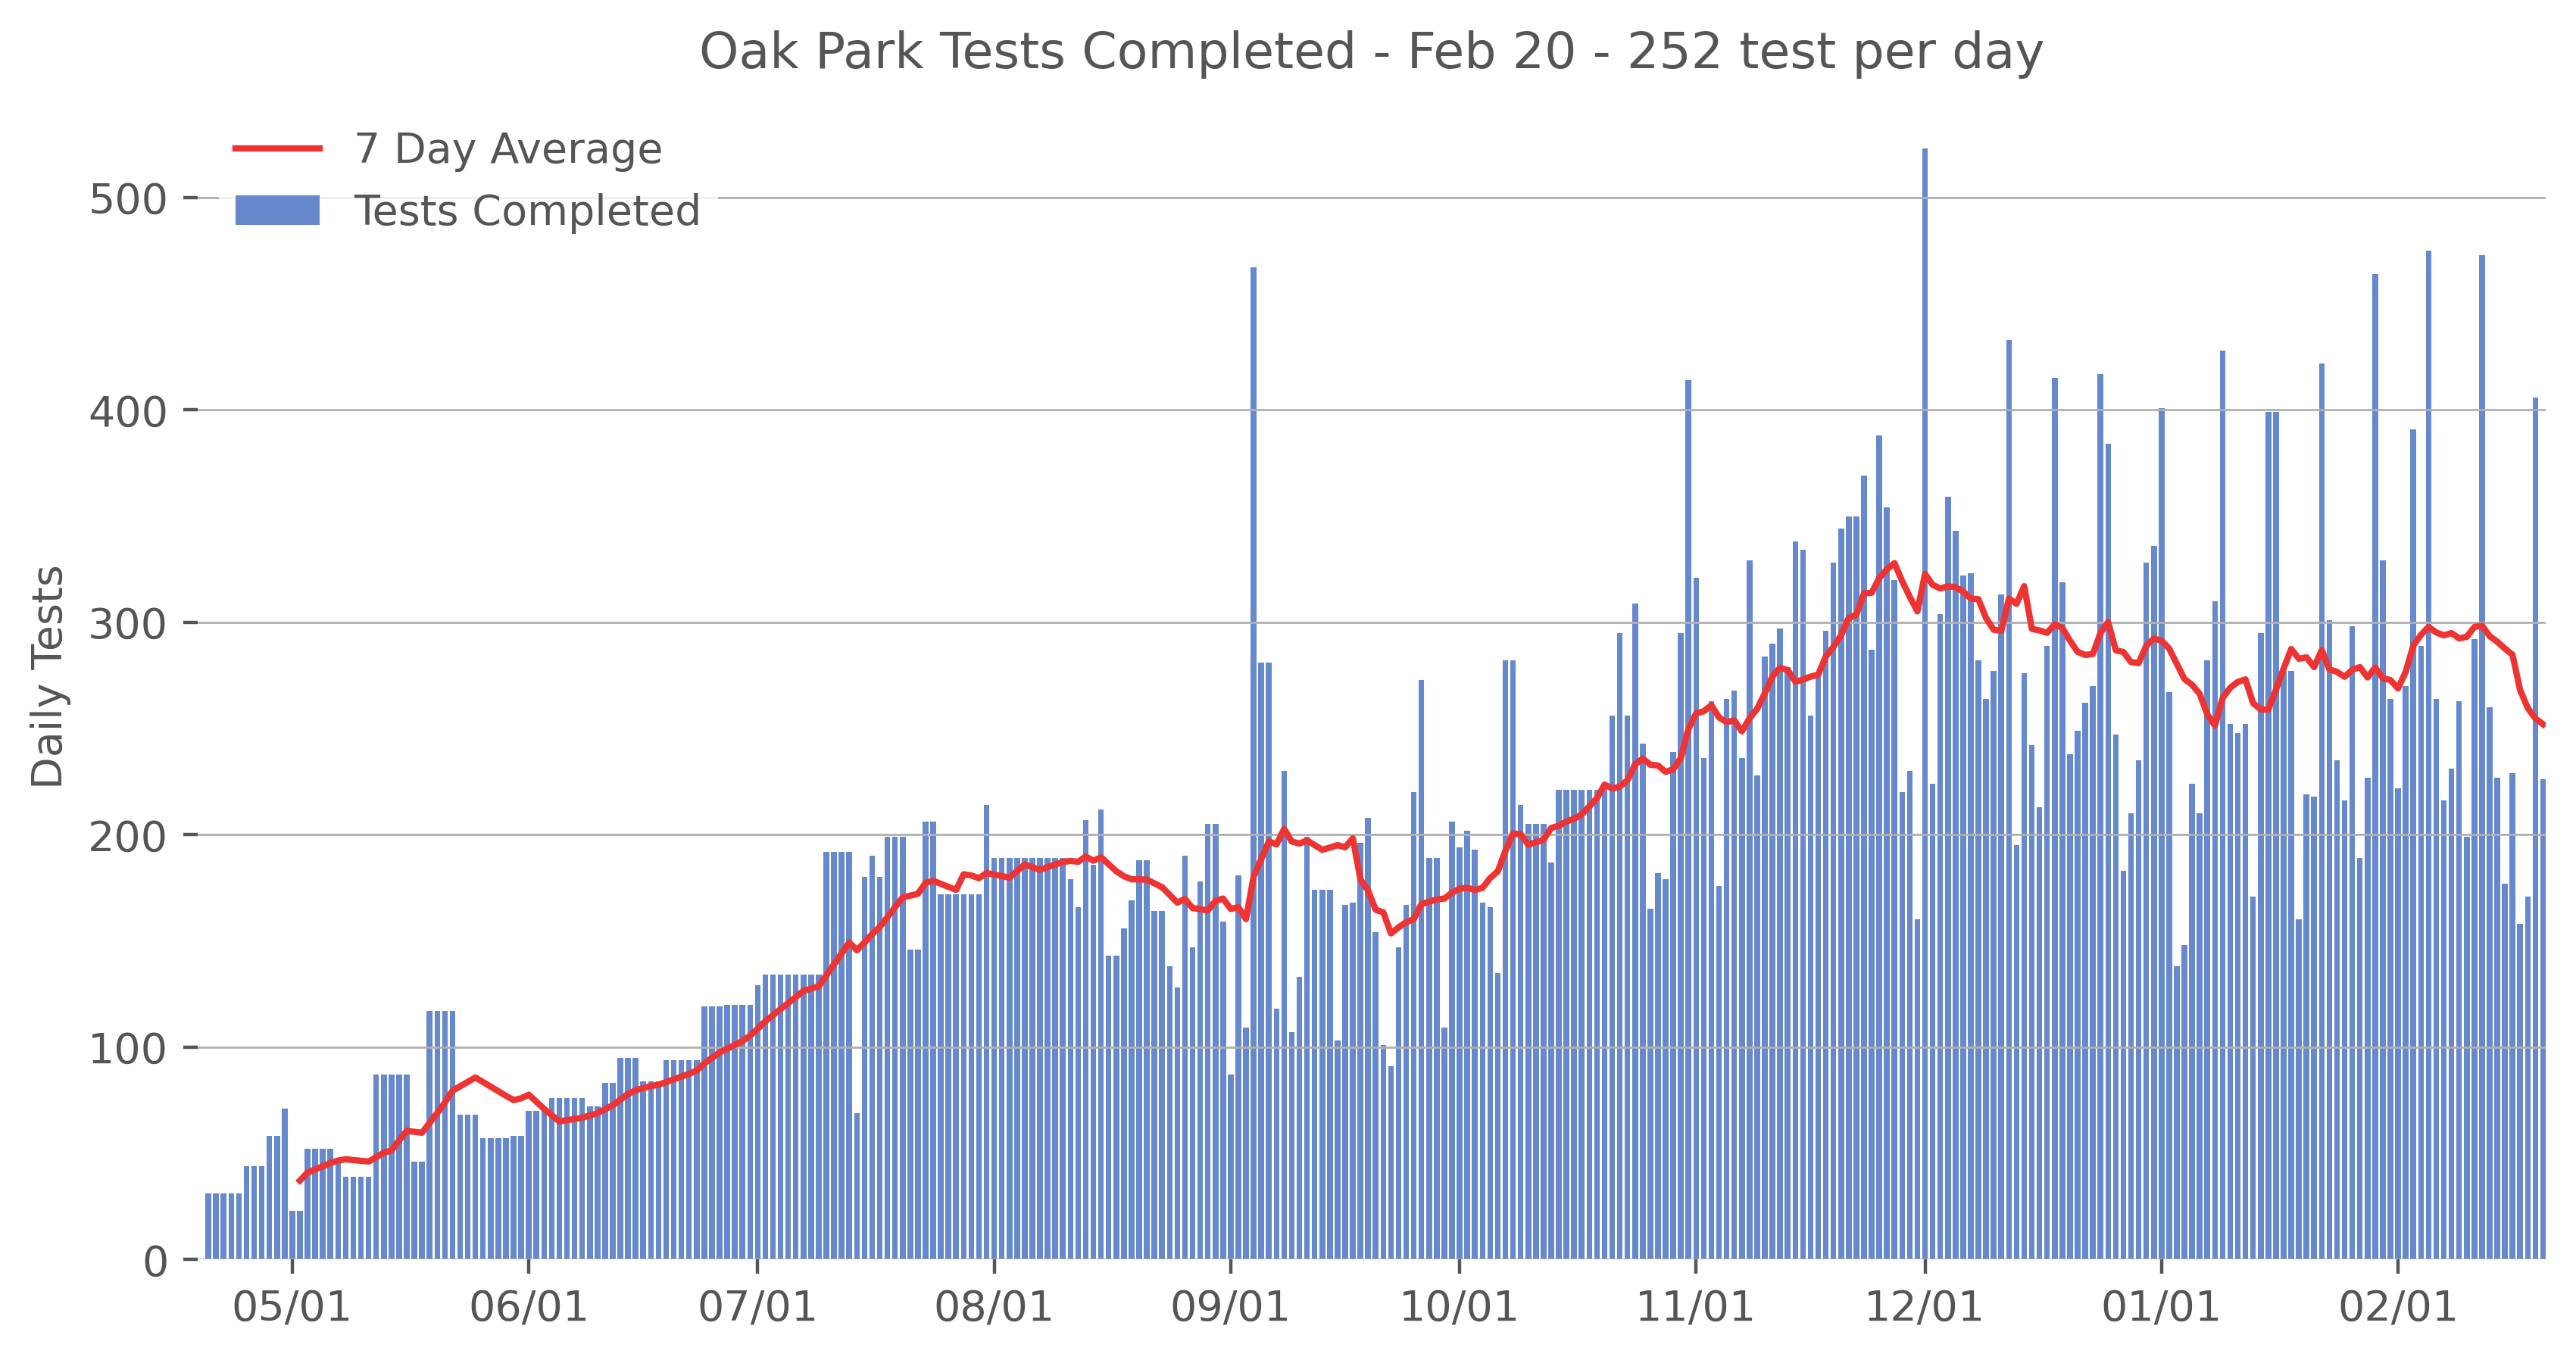 Oak Park Tests Completed - Feb 20 - 252 test per day
7 Day Average
Tests Completed
Daily Tests
500
400
300
200
100
0
05/01 06/01 07/01 08/01 09/01 10/01 11/01 12/01 01/01 02/01